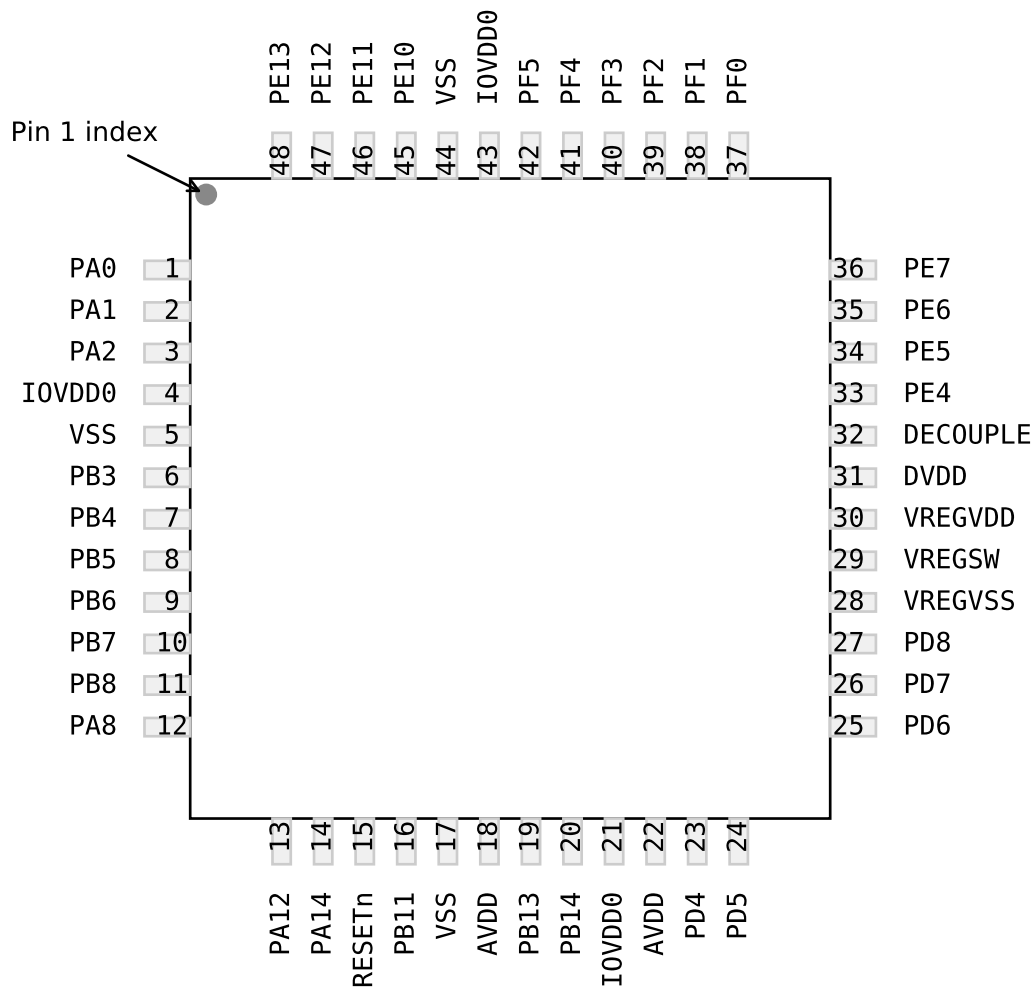 PE13 PE12 PE11 PE10 VSS IOVDD0 PF5 PF4 PF3 PF2 PF1 PF0
Pin 1 index
48 47 46 45 44 43 42 41 40 39 38 37
PA0 1 36 PE7
PA1 2 35 PE6
PA2 3 34 PE5
IOVDD0 4 33 PE4
VSS 5 32 DECOUPLE
PB3 6 31 DVDD
PB4 7 30 VREGVDD
PB5 8 29 VREGSW
PB6 9 28 VREGVSS
PB7 10 27 PD8
PB8 11 26 PD7
PA8 12 25 PD6
13 14 15 16 17 18 19 20 21 22 23 24
PA12 PA14 RESETn PB11 VSS AVDD PB13 PB14 IOVDD0 AVDD PD4 PD5